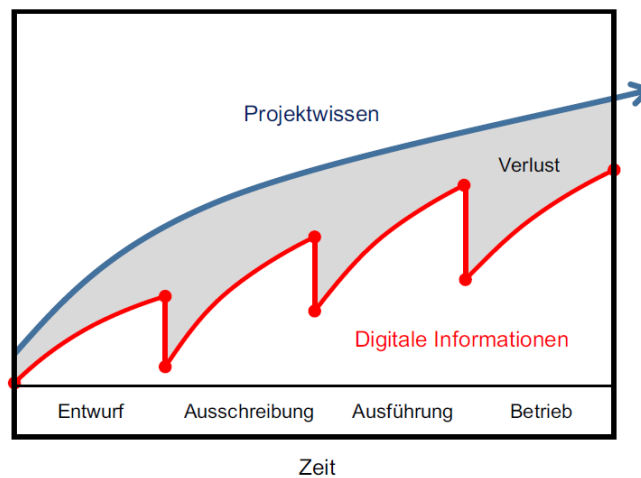 Projektwissen
Verlust
Digitale Informationen
Entwurf Ausschreibung Ausführung Betrieb
Zeit